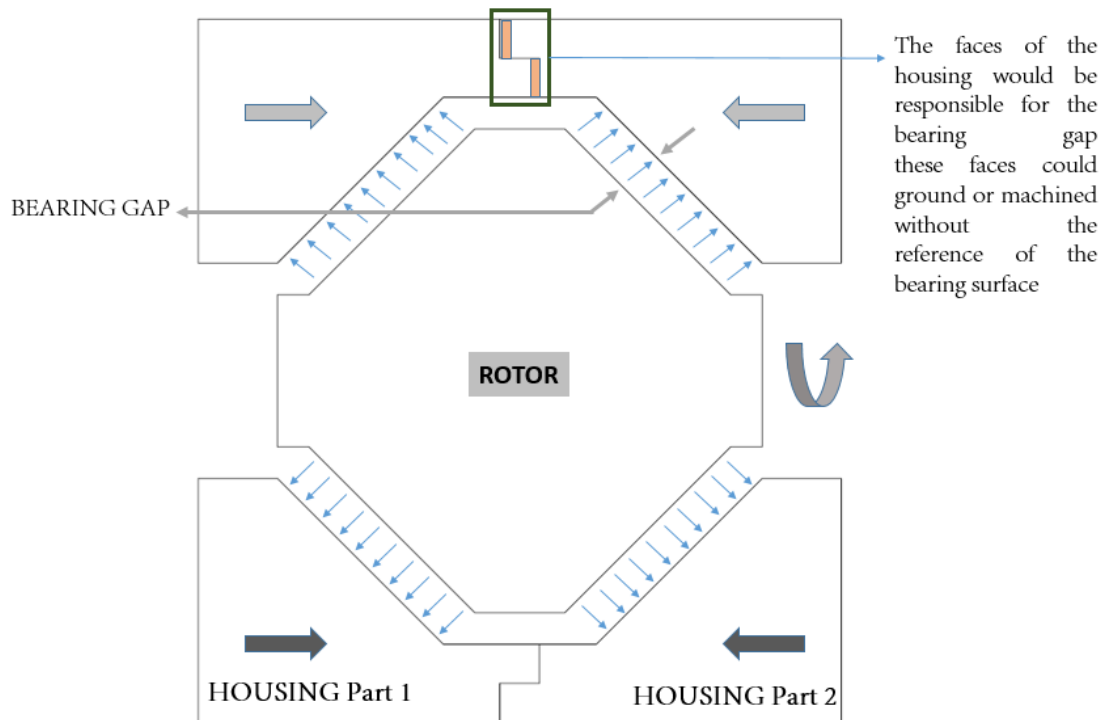 The faces of the
housing would be
responsible for the
bearing gap
these faces could
ground or machined
without the
reference of the
bearing surface
BEARING GAP
ROTOR
HOUSING Part 1
HOUSING Part 2